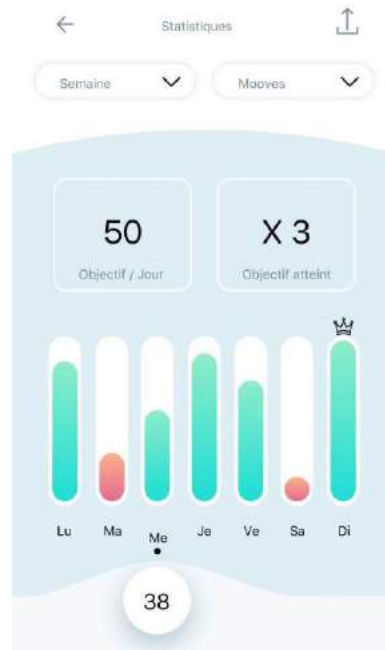 Statistiques
Semaine
Mooves
50
Objectif / Jour
X 3
Objectif atteint
Lu Ma Me Je Ve Sa Di
38